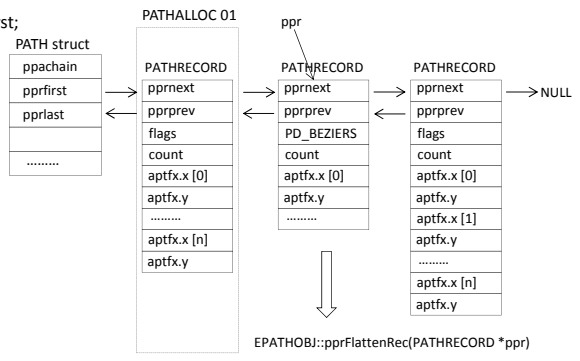 rst;
PATHALLOC 01
ppr
PATH struct
ppachain
pprfirst
pprlast
………
PATHRECORD
pprnext
pprprev
flags
count
aptfx.x [0]
aptfx.y
………
aptfx.x [n]
aptfx.y
PATHRECORD
pprnext
pprprev
PD_BEZIERS
count
aptfx.x [0]
aptfx.y
………
PATHRECORD
pprnext
pprprev
flags
count
aptfx.x [0]
aptfx.y
aptfx.x [1]
aptfx.y
………
aptfx.x [n]
aptfx.y
NULL
EPATHOBJ::pprFlattenRec(PATHRECORD *ppr)